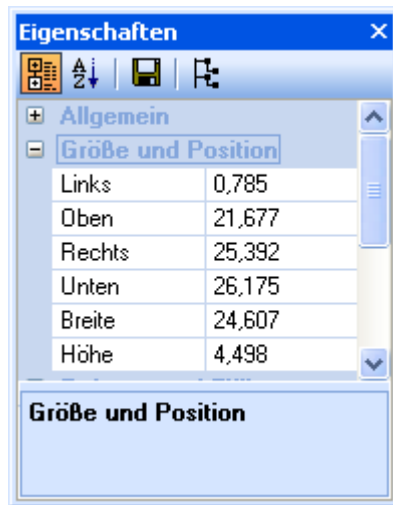 Eigenschaften
Allgemein
Größe und Position
Links 0,785
Oben 21,677
Rechts 25,392
Unten 26,175
Breite 24,607
Höhe 4,498
Größe und Position